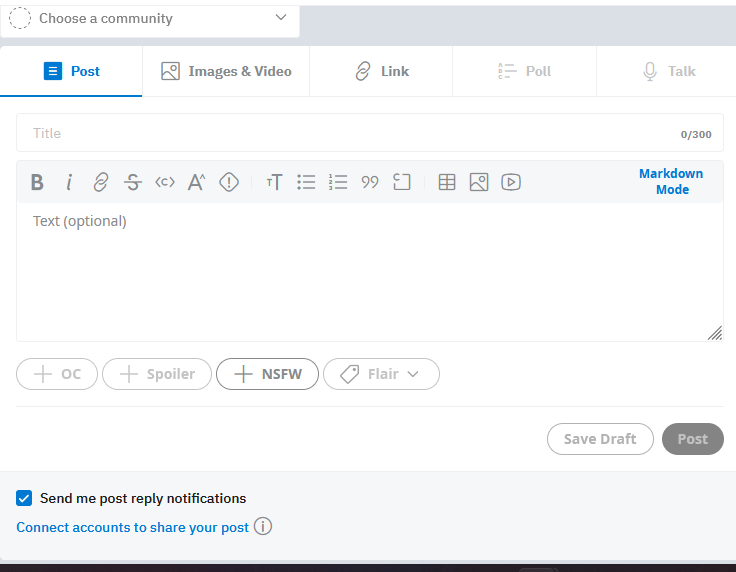 Choose a community
Post Images & Video Link Poll Talk
Title 0/300
Markdown
Mode
Text (optional)
OC Spoiler NSFW Flair
Save Draft Post
Send me post reply notifications
Connect accounts to share your post